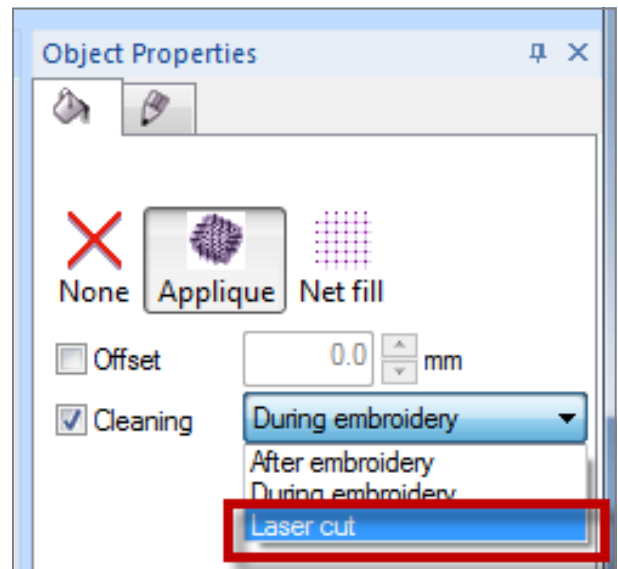 Object Properties
None Applique Net fill
Offset 0.0 mm
Cleaning During embroidery
After embroidery
During embroidery
Laser cut